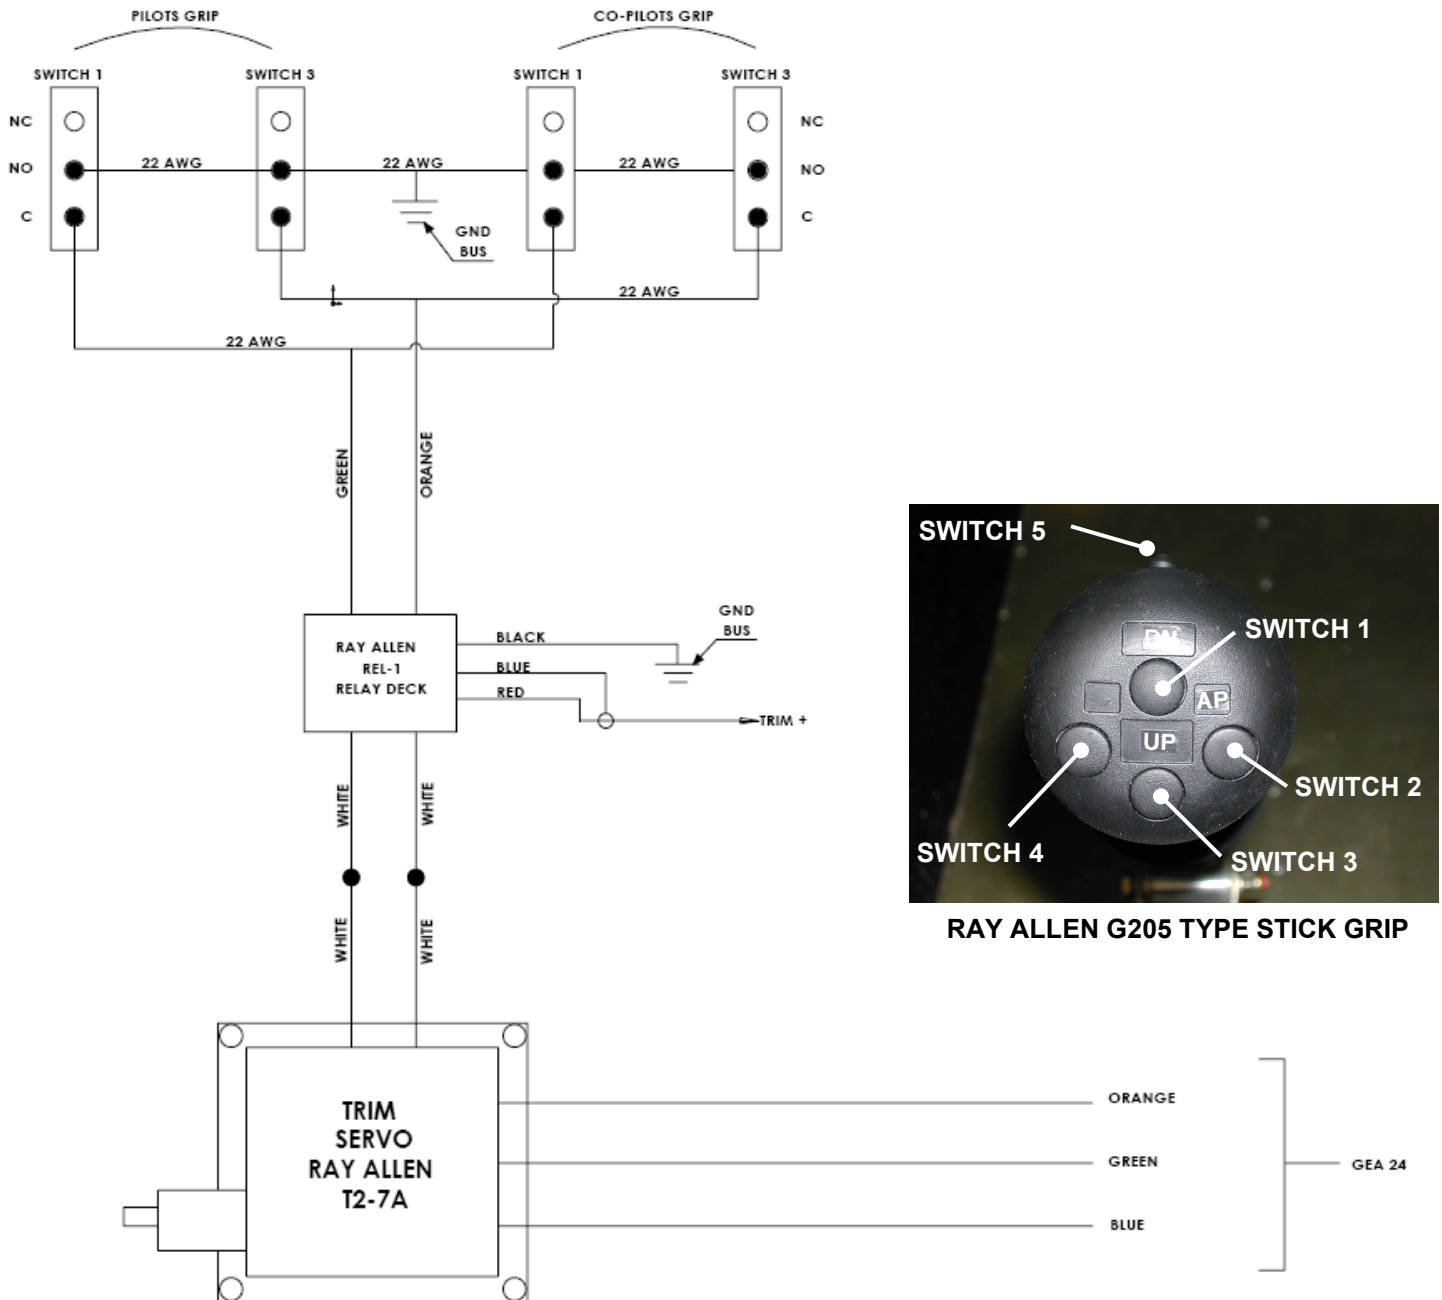 PILOTS GRIP
CO-PILOTS GRIP
SWITCH 1
SWITCH 3
SWITCH 1
SWITCH 3
NC
NC
NO
22 AWG
22 AWG
22 AWG
NO
C
C
GND
BUS
22 AWG
22 AWG
GREEN
ORANGE
RAY ALLEN
REL-1
RELAY DECK
BLACK
BLUE
RED
GND
BUS
TRIM +
WHITE
WHITE
WHITE
WHITE
TRIM
SERVO
RAY ALLEN
T2-7A
ORANGE
GREEN
BLUE
GEA 24
SWITCH 5
SWITCH 1
AP
UP
SWITCH 2
SWITCH 4
SWITCH 3
RAY ALLEN G205 TYPE STICK GRIP